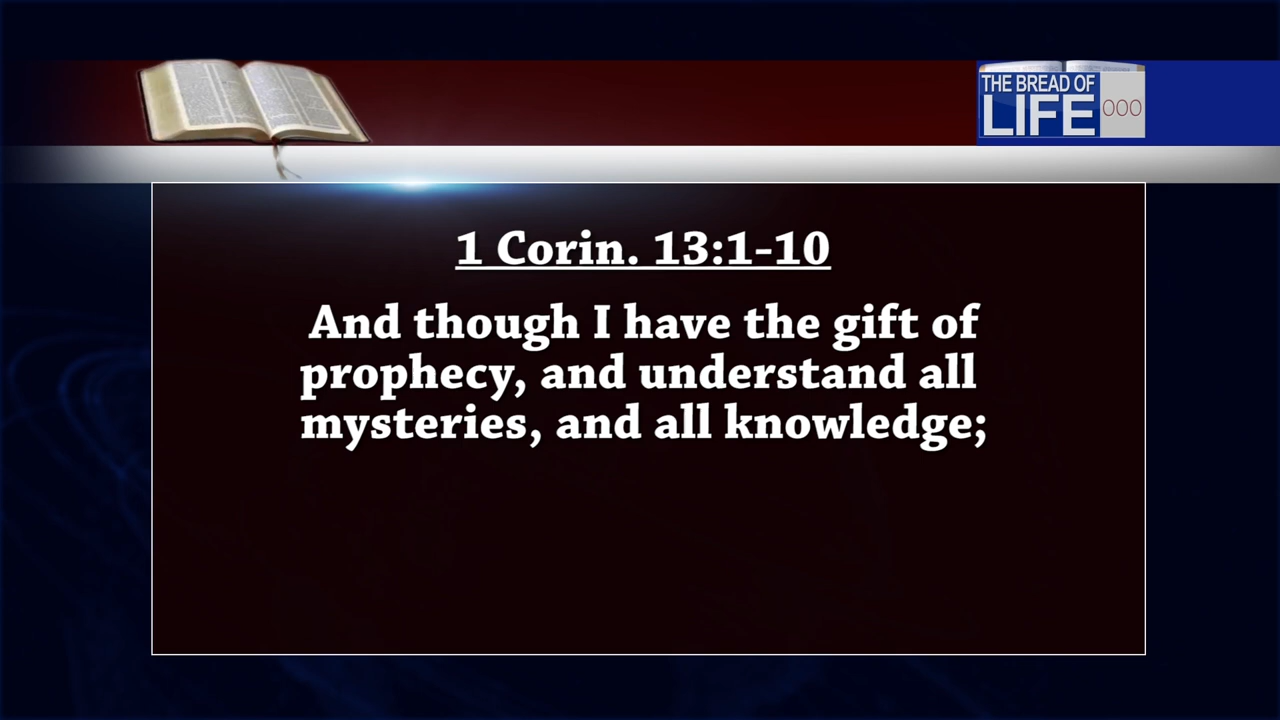 THE BREAD OF
LIFE 000
1 Corin. 13:1-10
And though I have the gift of
prophecy, and understand all
mysteries, and all knowledge;